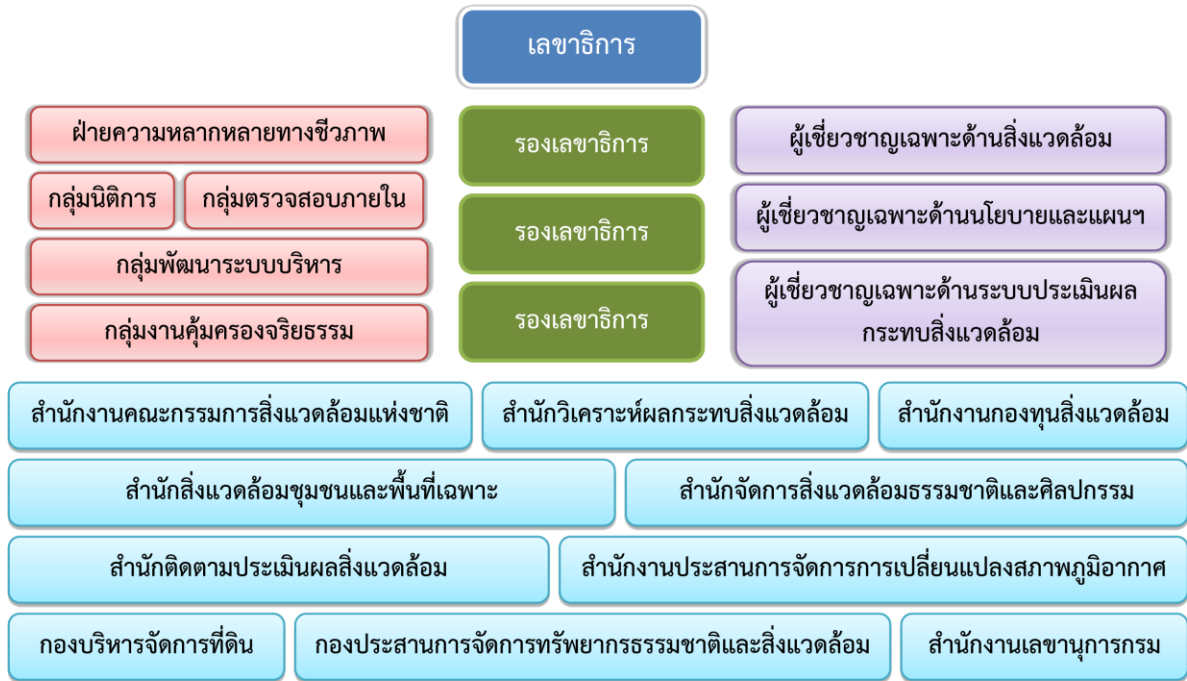 เลขาธิการ
ฝ่ายความหลากหลายทางชีวภาพ
กลุ่มนิติการ
กลุ่มตรวจสอบภายใน
กลุ่มพัฒนาระบบบริหาร
กลุ่มงานคุ้มครองจริยธรรม
รองเลขาธิการ
รองเลขาธิการ
รองเลขาธิการ
ผู้เชี่ยวชาญเฉพาะด้านสิ่งแวดล้อม
ผู้เชี่ยวชาญเฉพาะด้านนโยบายและแผนฯ
ผู้เชี่ยวชาญเฉพาะด้านระบบประเมินผล
กระทบสิ่งแวดล้อม
สำนักงานคณะกรรมการสิ่งแวดล้อมแห่งชาติ
สำนักวิเคราะห์ผลกระทบสิ่งแวดล้อม
สำนักงานกองทุนสิ่งแวดล้อม
สำนักสิ่งแวดล้อมชุมชนและพื้นที่เฉพาะ
สำนักจัดการสิ่งแวดล้อมธรรมชาติและศิลปกรรม
สำนักติดตามประเมินผลสิ่งแวดล้อม
สำนักงานประสานการจัดการการเปลี่ยนแปลงสภาพภูมิอากาศ
กองบริหารจัดการที่ดิน
กองประสานการจัดการทรัพยากรธรรมชาติและสิ่งแวดล้อม
สำนักงานเลขานุการกรม